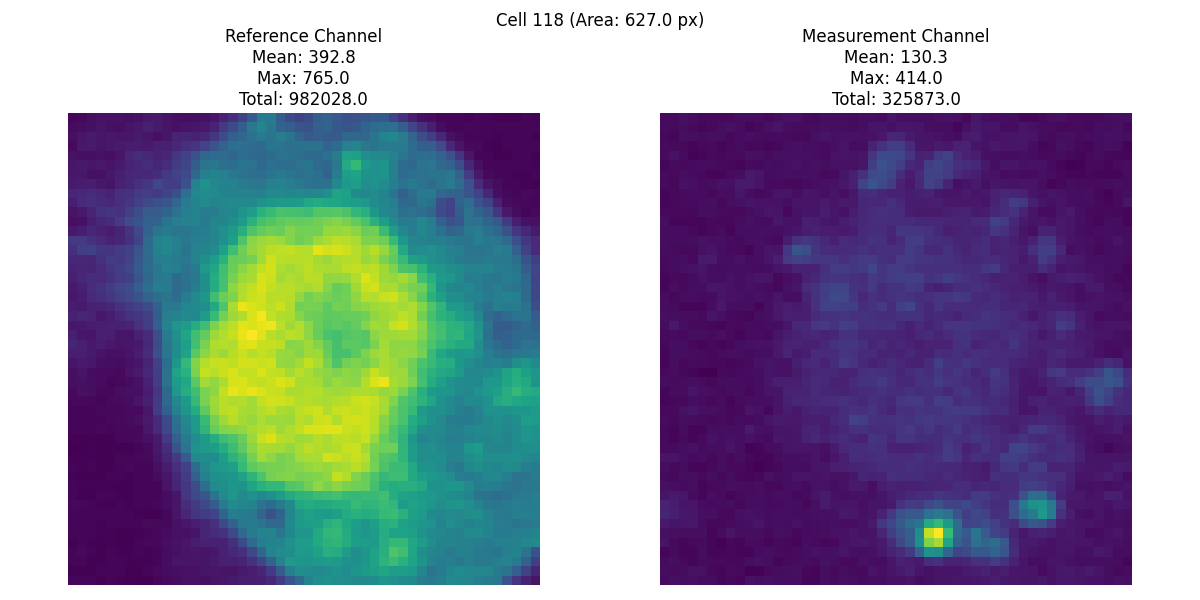 Cell 118 (Area: 627.0 px)
Reference Channel
Mean: 392.8
Max: 765.0
Total: 982028.0
Measurement Channel
Mean: 130.3
Max: 414.0
Total: 325873.0